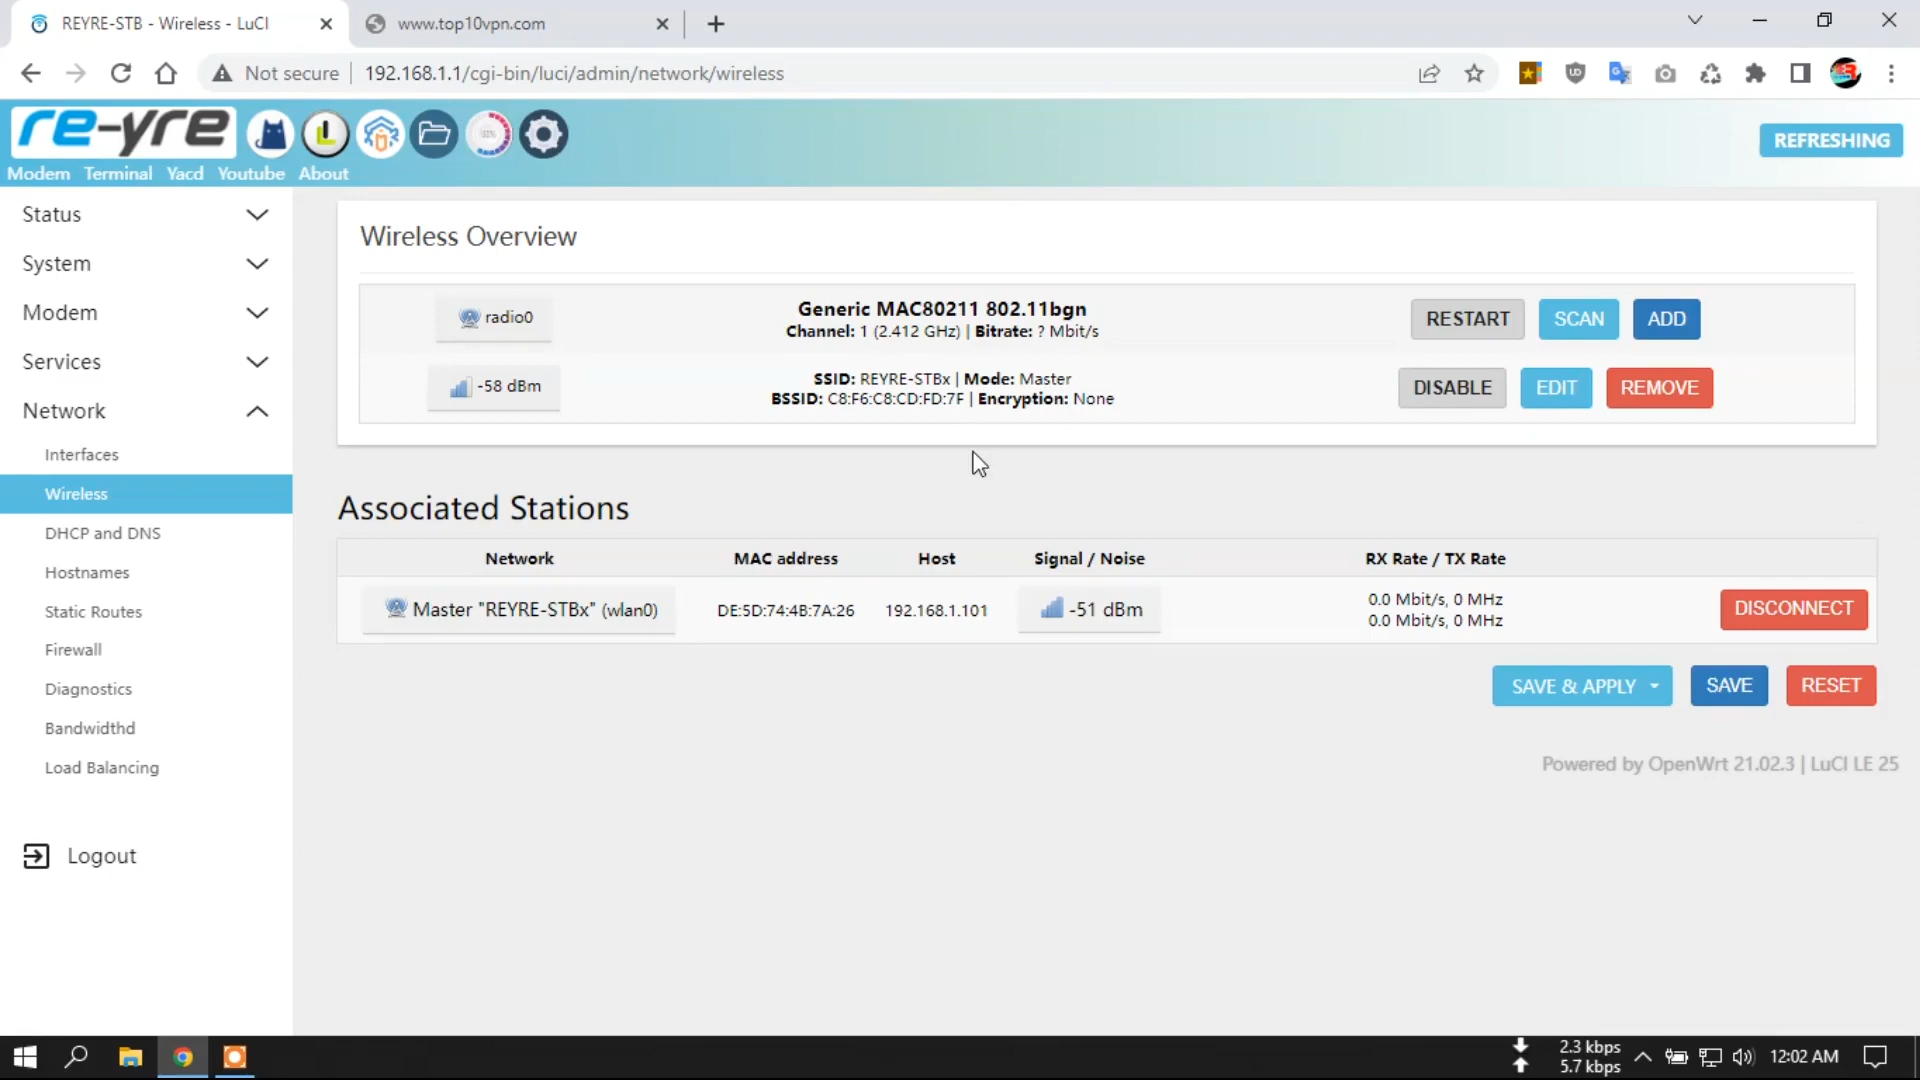 REYRE-STB - Wireless - LuCI
www.top10vpn.com
Not secure
192.168.1.1/cgi-bin/luci/admin/network/wireless
re-yre
REFRESHING
Modem Terminal Yacd Youtube About
Status
System
Modem
Services
Network
Interfaces
Wireless
DHCP and DNS
Hostnames
Static Routes
Firewall
Diagnostics
Bandwidthd
Load Balancing
Logout
Wireless Overview
radio0
Generic MAC80211 802.11bgn
Channel: 1 (2.412 GHz) | Bitrate: ? Mbit/s
RESTART SCAN ADD
-58 dBm
SSID: REYRE-STBx | Mode: Master
BSSID: C8:F6:C8:CD:FD:7F | Encryption: None
DISABLE EDIT REMOVE
Associated Stations
Network MAC address Host Signal / Noise RX Rate / TX Rate
Master "REYRE-STBx" (wlan0) DE:5D:74:4B:7A:26 192.168.1.101 -51 dBm
0.0 Mbit/s, 0 MHz
0.0 Mbit/s, 0 MHz
DISCONNECT
SAVE & APPLY SAVE RESET
Powered by OpenWrt 21.02.3 | LuCI LE 25
2.3 kbps
5.7 kbps
12:02 AM